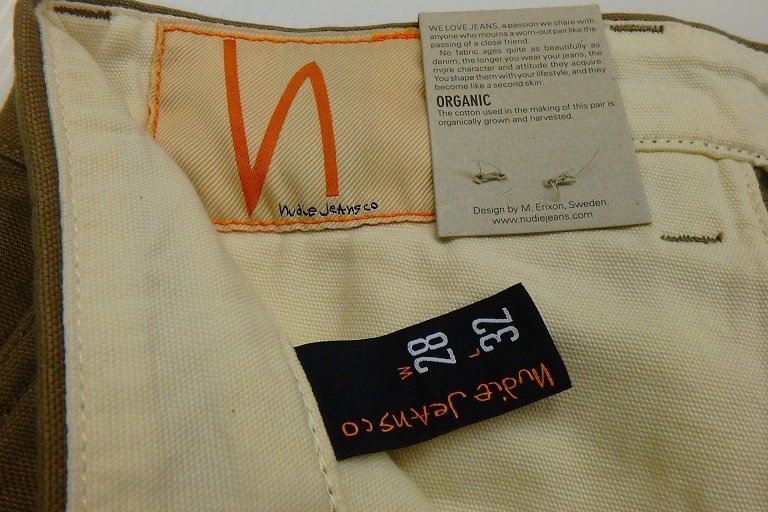 nudie jeans co
WE LOVE JEANS, a passion we share with
anyone who mourns a worn-out pair like the
passing of a close friend.
No fabric ages quite as beautifully as
denim; the longer you wear your jeans, the
more character and attitude they acquire.
You shape them with your lifestyle, and they
become like a second skin.
ORGANIC
The cotton used in the making of this pair is
organically grown and harvested.
Design by M. Erixon, Sweden.
www.nudiejeans.com
W 28
L 32
nudie jeans co